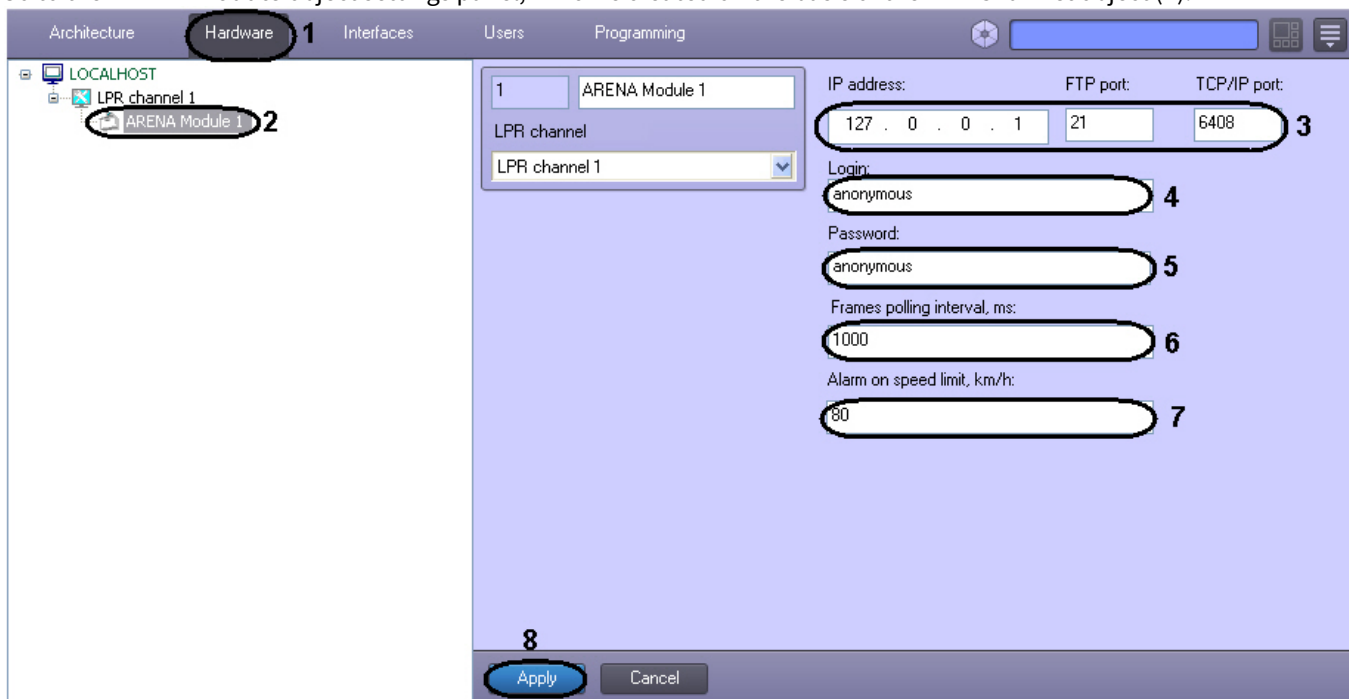 Architecture Hardware 1 Interfaces Users Programming
LOCALHOST
LPR channel 1
ARENA Module 1 2
1 ARENA Module 1
LPR channel
LPR channel 1
IP address: FTP port: TCP/IP port:
127 . 0 . 0 . 1 21 6408 3
Login:
anonymous 4
Password:
anonymous 5
Frames polling interval, ms:
1000 6
Alarm on speed limit, km/h:
80 7
8
Apply Cancel